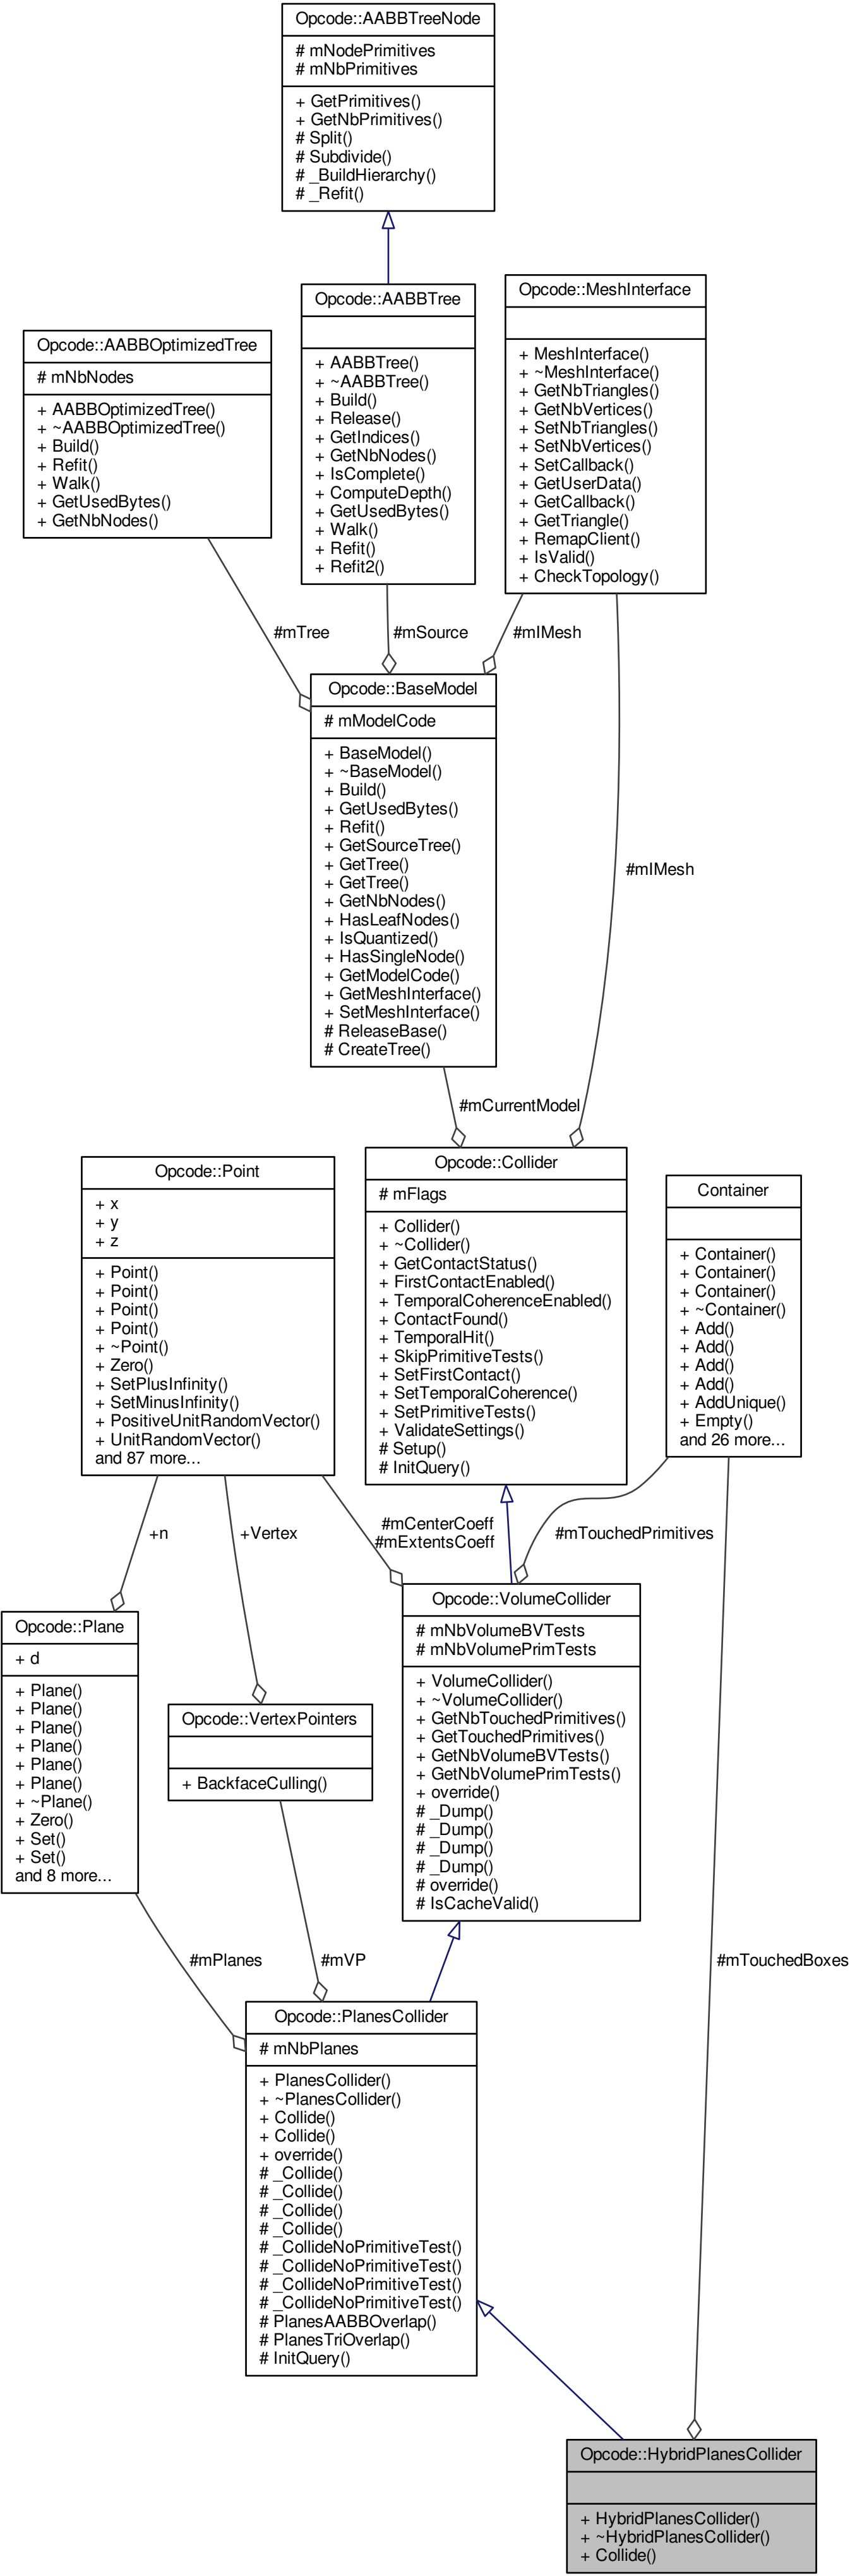 Opcode::AABBTreeNode
# mNodePrimitives
# mNbPrimitives
+ GetPrimitives()
+ GetNbPrimitives()
# Split()
# Subdivide()
# _BuildHierarchy()
# _Refit()
Opcode::AABBOptimizedTree
# mNbNodes
+ AABBOptimizedTree()
+ ~AABBOptimizedTree()
+ Build()
+ Refit()
+ Walk()
+ GetUsedBytes()
+ GetNbNodes()
Opcode::AABBTree
+ AABBTree()
+ ~AABBTree()
+ Build()
+ Release()
+ GetIndices()
+ GetNbNodes()
+ IsComplete()
+ ComputeDepth()
+ GetUsedBytes()
+ Walk()
+ Refit()
+ Refit2()
Opcode::MeshInterface
+ MeshInterface()
+ ~MeshInterface()
+ GetNbTriangles()
+ GetNbVertices()
+ SetNbTriangles()
+ SetNbVertices()
+ SetCallback()
+ GetUserData()
+ GetCallback()
+ GetTriangle()
+ RemapClient()
+ IsValid()
+ CheckTopology()
#mTree
#mSource
#mIMesh
Opcode::BaseModel
# mModelCode
+ BaseModel()
+ ~BaseModel()
+ Build()
+ GetUsedBytes()
+ Refit()
+ GetSourceTree()
+ GetTree()
+ GetTree()
+ GetNbNodes()
+ HasLeafNodes()
+ IsQuantized()
+ HasSingleNode()
+ GetModelCode()
+ GetMeshInterface()
+ SetMeshInterface()
# ReleaseBase()
# CreateTree()
#mIMesh
#mCurrentModel
Opcode::Point
+ x
+ y
+ z
+ Point()
+ Point()
+ Point()
+ Point()
+ ~Point()
+ Zero()
+ SetPlusInfinity()
+ SetMinusInfinity()
+ PositiveUnitRandomVector()
+ UnitRandomVector()
and 87 more...
Opcode::Collider
# mFlags
+ Collider()
+ ~Collider()
+ GetContactStatus()
+ FirstContactEnabled()
+ TemporalCoherenceEnabled()
+ ContactFound()
+ TemporalHit()
+ SkipPrimitiveTests()
+ SetFirstContact()
+ SetTemporalCoherence()
+ SetPrimitiveTests()
+ ValidateSettings()
# Setup()
# InitQuery()
Container
+ Container()
+ Container()
+ Container()
+ ~Container()
+ Add()
+ Add()
+ Add()
+ Add()
+ AddUnique()
+ Empty()
and 26 more...
+n
+Vertex
#mCenterCoeff
#mExtentsCoeff
#mTouchedPrimitives
Opcode::Plane
+ d
+ Plane()
+ Plane()
+ Plane()
+ Plane()
+ Plane()
+ Plane()
+ ~Plane()
+ Zero()
+ Set()
+ Set()
and 8 more...
Opcode::VertexPointers
+ BackfaceCulling()
Opcode::VolumeCollider
# mNbVolumeBVTests
# mNbVolumePrimTests
+ VolumeCollider()
+ ~VolumeCollider()
+ GetNbTouchedPrimitives()
+ GetTouchedPrimitives()
+ GetNbVolumeBVTests()
+ GetNbVolumePrimTests()
+ override()
# _Dump()
# _Dump()
# _Dump()
# _Dump()
# override()
# IsCacheValid()
#mPlanes
#mVP
#mTouchedBoxes
Opcode::PlanesCollider
# mNbPlanes
+ PlanesCollider()
+ ~PlanesCollider()
+ Collide()
+ Collide()
+ override()
# _Collide()
# _Collide()
# _Collide()
# _Collide()
# _CollideNoPrimitiveTest()
# _CollideNoPrimitiveTest()
# _CollideNoPrimitiveTest()
# _CollideNoPrimitiveTest()
# PlanesAABBOverlap()
# PlanesTriOverlap()
# InitQuery()
Opcode::HybridPlanesCollider
+ HybridPlanesCollider()
+ ~HybridPlanesCollider()
+ Collide()